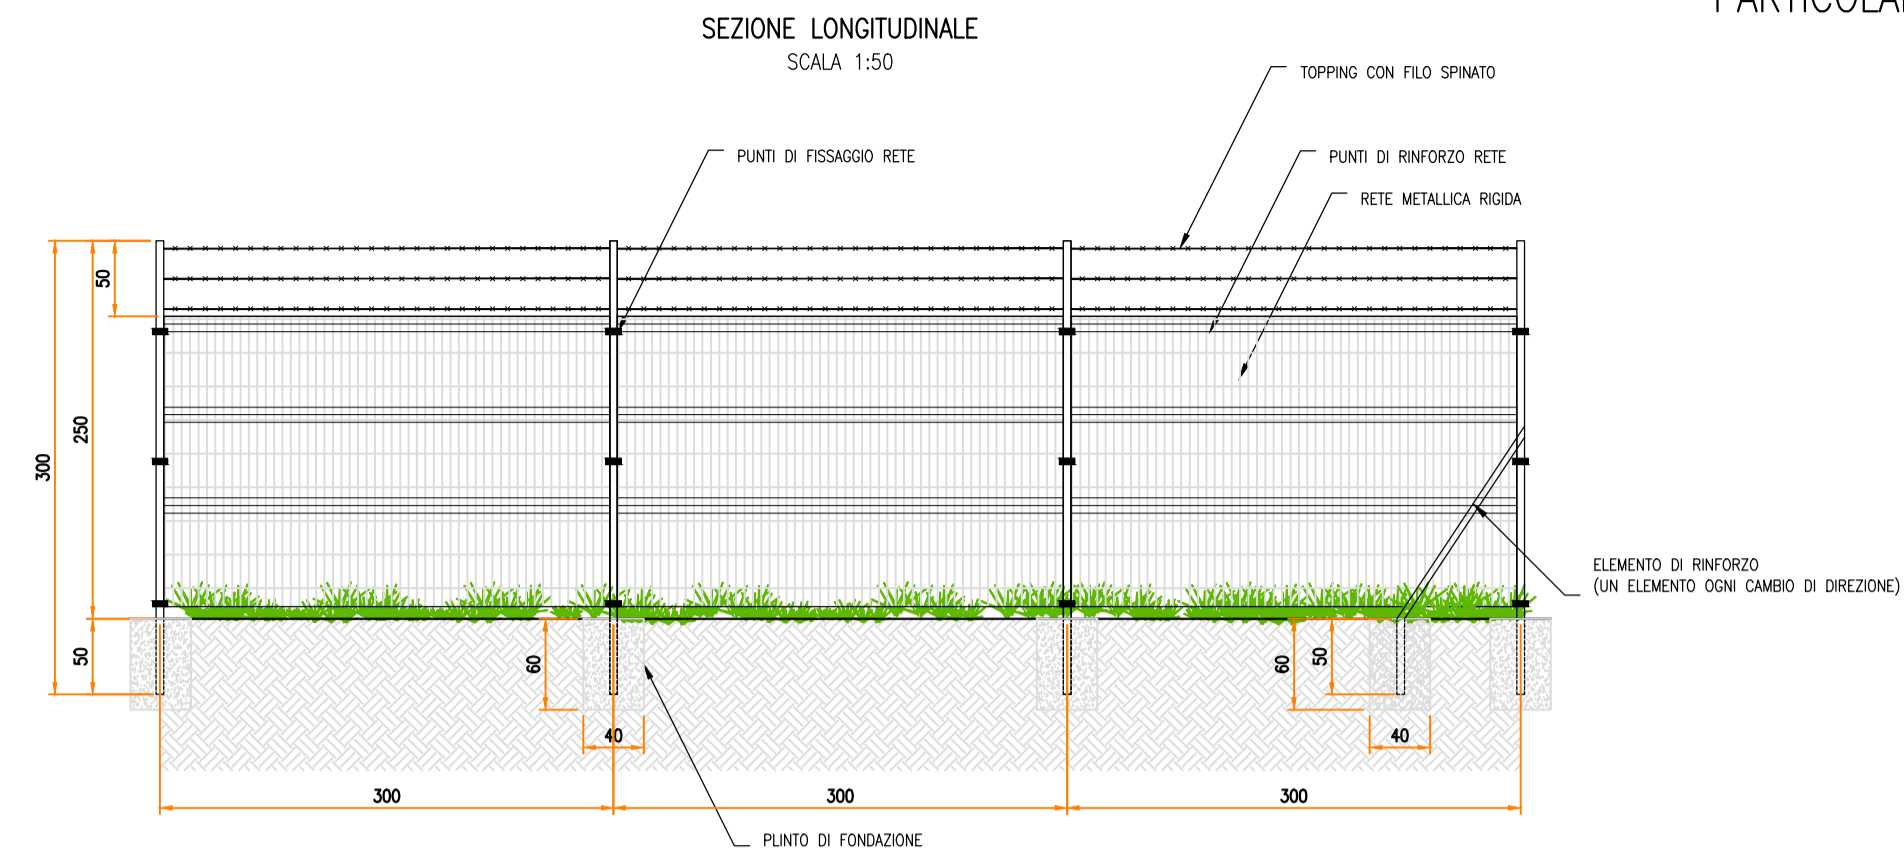 SEZIONE LONGITUDINALE
SCALA 1:50
TOPPING CON FILO SPINATO
PUNTI DI FISSAGGIO RETE
PUNTI DI RINFORZO RETE
RETE METALLICA RIGIDA
50
250
300
50
60
40
60
50
40
ELEMENTO DI RINFORZO
(UN ELEMENTO OGNI CAMBIO DI DIREZIONE)
300
300
300
PLINTO DI FONDAZIONE